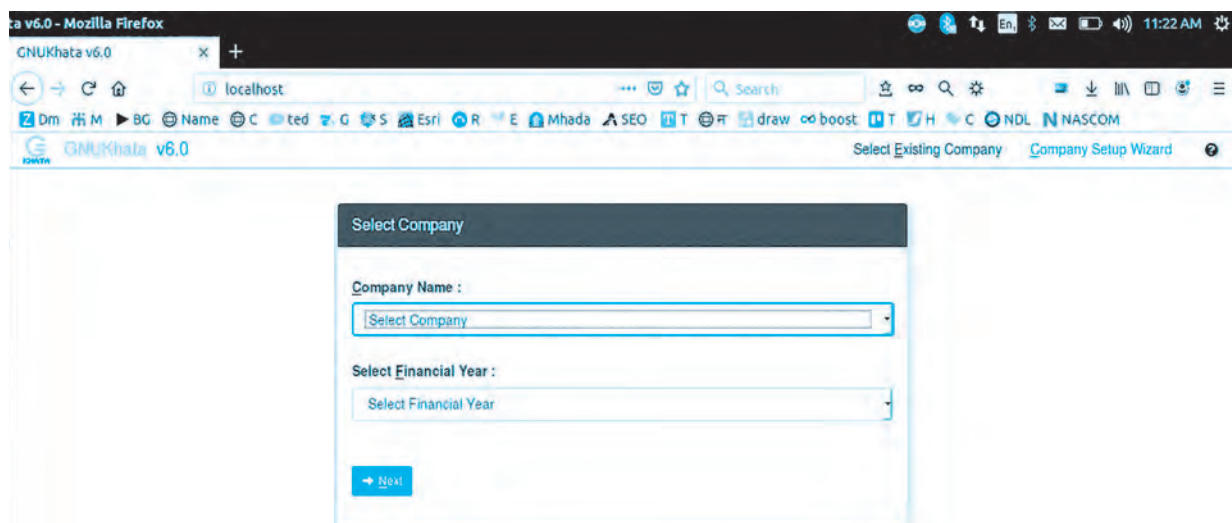 ta v6.0 - Mozilla Firefox En, 11:22 AM
GNUKhata v6.0 × +
localhost Search
Z Dm M BG Name C ted G S Esri R E Mhada SEO T न draw boost T H C NDL N NASCOM
GNUKhata v6.0 Select Existing Company Company Setup Wizard
Select Company
Company Name :
Select Company
Select Financial Year :
Select Financial Year
Next